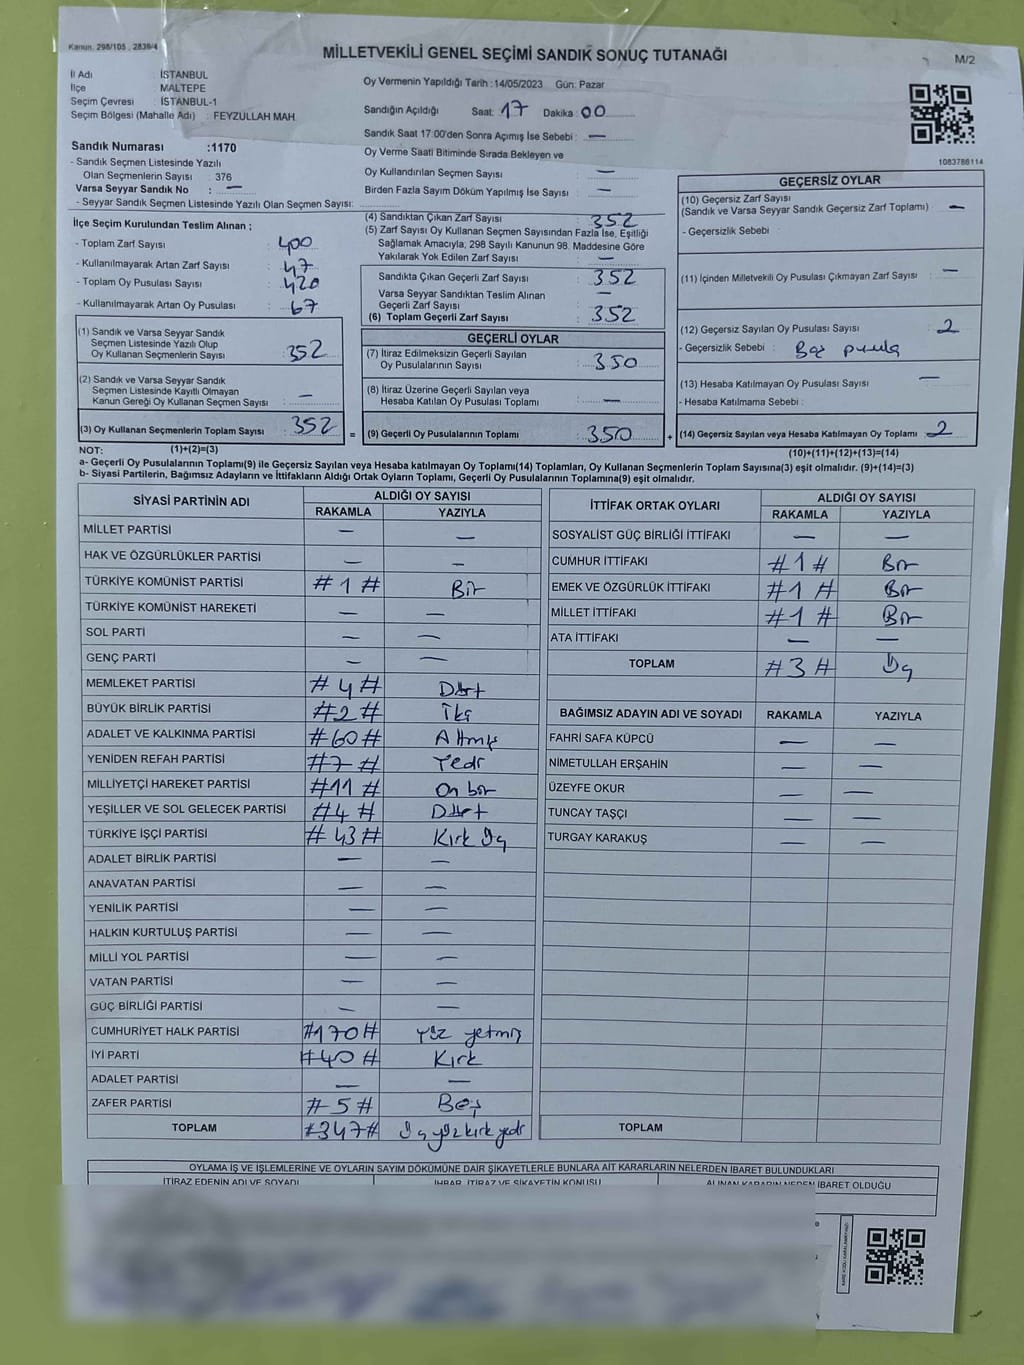 Kanun. 298/105 , 2839/4
MİLLETVEKİLİ GENEL SEÇİMİ SANDIK SONUÇ TUTANAĞI
M/2
İl Adı : İSTANBUL
İlçe : MALTEPE
Seçim Çevresi : İSTANBUL-1
Seçim Bölgesi (Mahalle Adı) : FEYZULLAH MAH.
Oy Vermenin Yapıldığı Tarih : 14/05/2023 Gün: Pazar
Sandığın Açıldığı Saat: 17 Dakika : 00
Sandık Saat 17:00'den Sonra Açımış İse Sebebi : —
Oy Verme Saati Bitiminde Sırada Bekleyen ve
Oy Kullandırılan Seçmen Sayısı : —
Birden Fazla Sayım Döküm Yapılmış İse Sayısı : —
1083786114
Sandık Numarası :1170
- Sandık Seçmen Listesinde Yazılı
Olan Seçmenlerin Sayısı : 376
Varsa Seyyar Sandık No : —
- Seyyar Sandık Seçmen Listesinde Yazılı Olan Seçmen Sayısı:
İlçe Seçim Kurulundan Teslim Alınan ;
- Toplam Zarf Sayısı : 400
- Kullanılmayarak Artan Zarf Sayısı : 47
- Toplam Oy Pusulası Sayısı : 420
- Kullanılmayarak Artan Oy Pusulası : 67
(1) Sandık ve Varsa Seyyar Sandık
Seçmen Listesinde Yazılı Olup
Oy Kullanan Seçmenlerin Sayısı : 352
(2) Sandık ve Varsa Seyyar Sandık
Seçmen Listesinde Kayıtlı Olmayan
Kanun Gereği Oy Kullanan Seçmen Sayısı : —
(3) Oy Kullanan Seçmenlerin Toplam Sayısı : 352
(4) Sandıktan Çıkan Zarf Sayısı : 352
(5) Zarf Sayısı Oy Kullanan Seçmen Sayısından Fazla İse, Eşitliği
Sağlamak Amacıyla, 298 Sayılı Kanunun 98. Maddesine Göre
Yakılarak Yok Edilen Zarf Sayısı : —
Sandıkta Çıkan Geçerli Zarf Sayısı : 352
Varsa Seyyar Sandıktan Teslim Alınan
Geçerli Zarf Sayısı : —
(6) Toplam Geçerli Zarf Sayısı : 352
GEÇERLİ OYLAR
(7) İtiraz Edilmeksizin Geçerli Sayılan
Oy Pusulalarının Sayısı : 350
(8) İtiraz Üzerine Geçerli Sayılan veya
Hesaba Katılan Oy Pusulası Toplamı : —
= (9) Geçerli Oy Pusulalarının Toplamı : 350
GEÇERSİZ OYLAR
(10) Geçersiz Zarf Sayısı
(Sandık ve Varsa Seyyar Sandık Geçersiz Zarf Toplamı) : —
- Geçersizlik Sebebi :
(11) İçinden Milletvekili Oy Pusulası Çıkmayan Zarf Sayısı : —
(12) Geçersiz Sayılan Oy Pusulası Sayısı : 2
- Geçersizlik Sebebi : Boş pusula
(13) Hesaba Katılmayan Oy Pusulası Sayısı : —
- Hesaba Katılmama Sebebi :
+ (14) Geçersiz Sayılan veya Hesaba Katılmayan Oy Toplamı : 2
NOT: (1)+(2)=(3)
(10)+(11)+(12)+(13)=(14)
a- Geçerli Oy Pusulalarının Toplamı(9) ile Geçersiz Sayılan veya Hesaba katılmayan Oy Toplamı(14) Toplamları, Oy Kullanan Seçmenlerin Toplam Sayısına(3) eşit olmalıdır. (9)+(14)=(3)
b- Siyasi Partilerin, Bağımsız Adayların ve İttifakların Aldığı Ortak Oyların Toplamı, Geçerli Oy Pusulalarının Toplamına(9) eşit olmalıdır.
SİYASİ PARTİNİN ADI ALDIĞI OY SAYISI
RAKAMLA YAZIYLA
MİLLET PARTİSİ — —
HAK VE ÖZGÜRLÜKLER PARTİSİ — —
TÜRKİYE KOMÜNİST PARTİSİ #1# Bir
TÜRKİYE KOMÜNİST HAREKETİ — —
SOL PARTİ — —
GENÇ PARTİ — —
MEMLEKET PARTİSİ #4# Dört
BÜYÜK BİRLİK PARTİSİ #2# İki
ADALET VE KALKINMA PARTİSİ #60# Altmış
YENİDEN REFAH PARTİSİ #7# Yedi
MİLLİYETÇİ HAREKET PARTİSİ #11# On bir
YEŞİLLER VE SOL GELECEK PARTİSİ #4# Dört
TÜRKİYE İŞÇİ PARTİSİ #43# Kırk üç
ADALET BİRLİK PARTİSİ — —
ANAVATAN PARTİSİ — —
YENİLİK PARTİSİ — —
HALKIN KURTULUŞ PARTİSİ — —
MİLLİ YOL PARTİSİ — —
VATAN PARTİSİ — —
GÜÇ BİRLİĞİ PARTİSİ — —
CUMHURİYET HALK PARTİSİ #170# Yüz yetmiş
İYİ PARTİ #40# Kırk
ADALET PARTİSİ — —
ZAFER PARTİSİ #5# Beş
TOPLAM #347# Üç yüz kırk yedi
İTTİFAK ORTAK OYLARI ALDIĞI OY SAYISI
RAKAMLA YAZIYLA
SOSYALİST GÜÇ BİRLİĞİ İTTİFAKI — —
CUMHUR İTTİFAKI #1# Bir
EMEK VE ÖZGÜRLÜK İTTİFAKI #1# Bir
MİLLET İTTİFAKI #1# Bir
ATA İTTİFAKI — —
TOPLAM #3# Üç
BAĞIMSIZ ADAYIN ADI VE SOYADI RAKAMLA YAZIYLA
FAHRİ SAFA KÜPCÜ — —
NİMETULLAH ERŞAHİN — —
ÜZEYFE OKUR — —
TUNCAY TAŞÇI — —
TURGAY KARAKUŞ — —
TOPLAM
OYLAMA İŞ VE İŞLEMLERİNE VE OYLARIN SAYIM DÖKÜMÜNE DAİR ŞİKAYETLERLE BUNLARA AİT KARARLARIN NELERDEN İBARET BULUNDUKLARI
İTİRAZ EDENİN ADI VE SOYADI İHBAR, İTİRAZ VE ŞİKAYETİN KONUSU ALINAN KARARIN NEDEN İBARET OLDUĞU